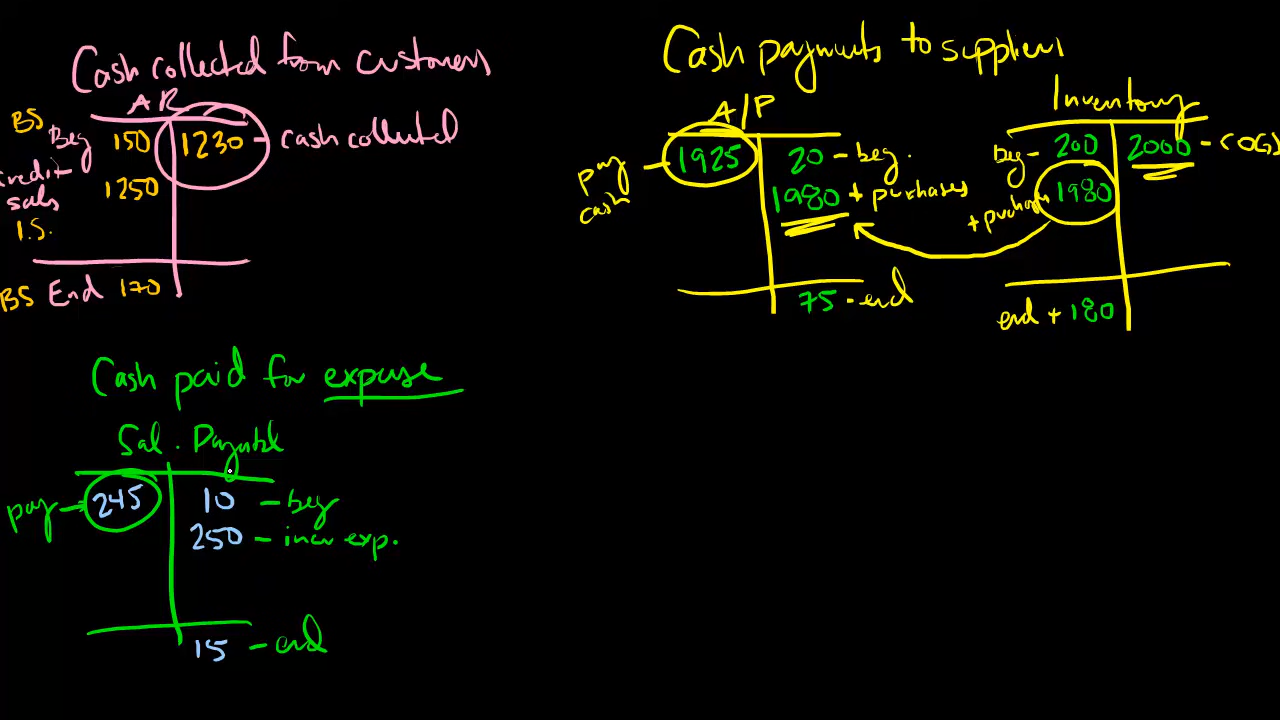 Cash collected from customers
AR
BS
Beg 150 1230 - cash collected
credit sales 1250
I.S.
BS End 170
Cash payments to suppliers
A/P
pay cash 1925 20 - beg.
1980 + purchases
75 - end
Inventory
beg - 200 2000 - COGS
+ purchases 1980
end + 180
Cash paid for expense
Sal. Payable
pay 245 10 - beg
250 - incr exp.
15 - end